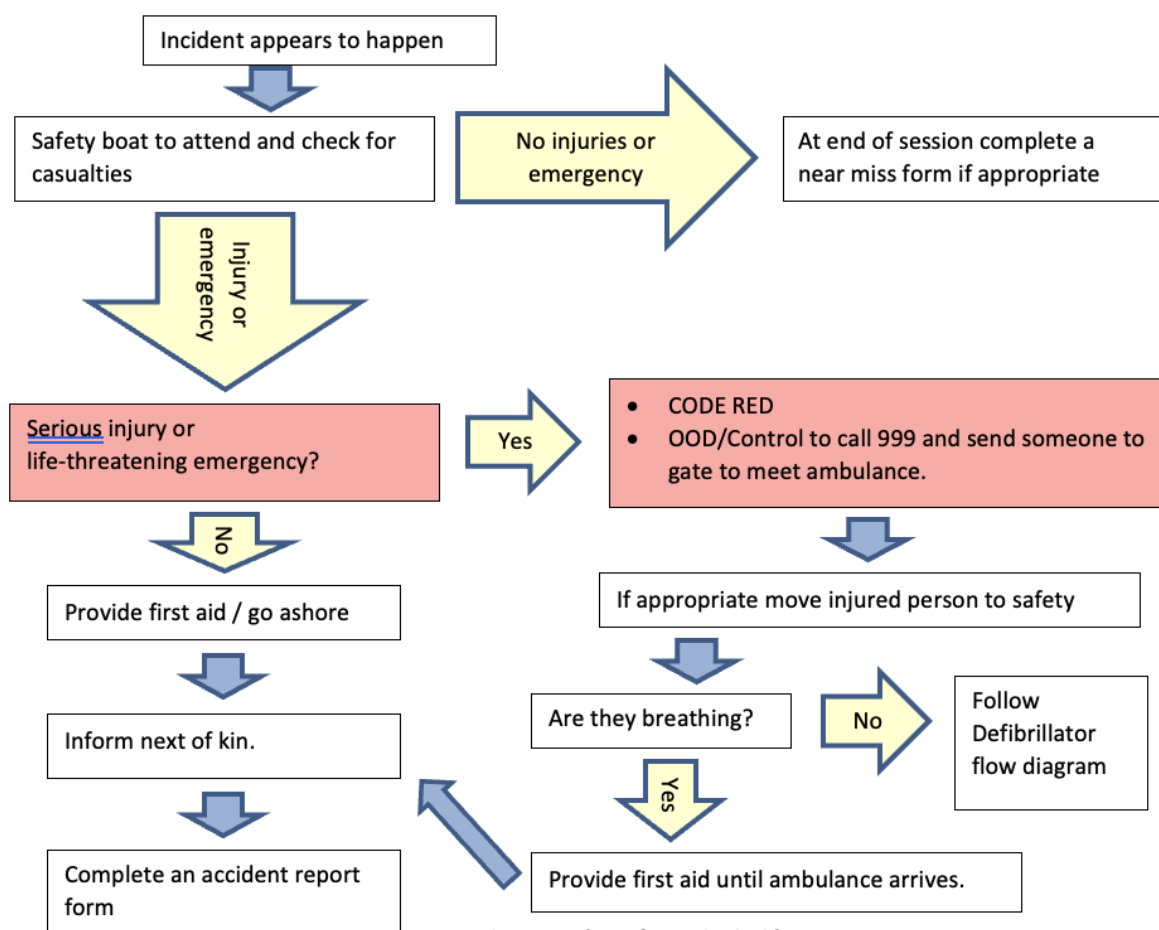 Incident appears to happen
Safety boat to attend and check for
casualties
No injuries or
emergency
At end of session complete a
near miss form if appropriate
Injury or
emergency
Serious injury or
life-threatening emergency?
Yes
• CODE RED
• OOD/Control to call 999 and send someone to
gate to meet ambulance.
No
Provide first aid / go ashore
If appropriate move injured person to safety
Inform next of kin.
Are they breathing?
No
Follow
Defibrillator
flow diagram
Yes
Complete an accident report
form
Provide first aid until ambulance arrives.